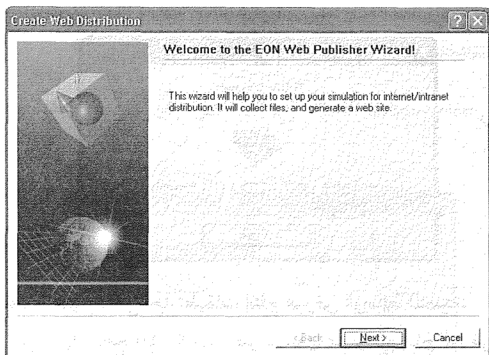 Create Web Distribution
Welcome to the EON Web Publisher Wizard!
This wizard will help you to set up your simulation for internet/intranet
distribution. It will collect files, and generate a web site.
< Back
Next >
Cancel